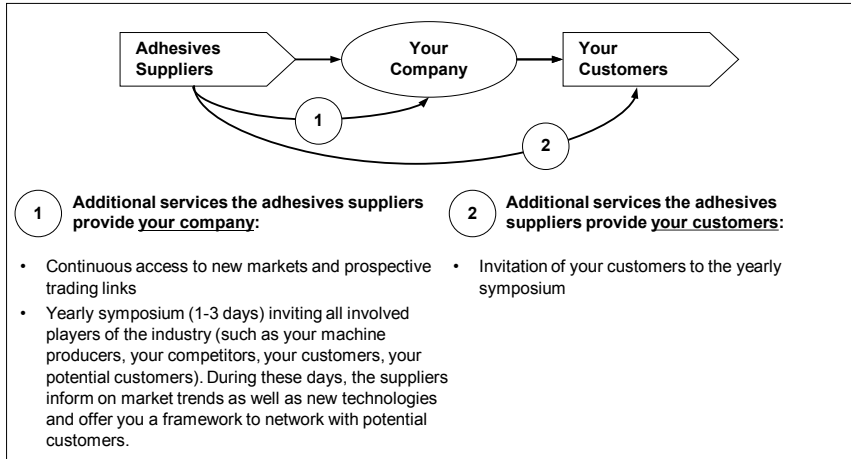 Adhesives
Suppliers
Your
Company
Your
Customers
1
2
1
Additional services the adhesives suppliers
provide your company:
• Continuous access to new markets and prospective
trading links
• Yearly symposium (1-3 days) inviting all involved
players of the industry (such as your machine
producers, your competitors, your customers, your
potential customers). During these days, the suppliers
inform on market trends as well as new technologies
and offer you a framework to network with potential
customers.
2
Additional services the adhesives
suppliers provide your customers:
• Invitation of your customers to the yearly
symposium